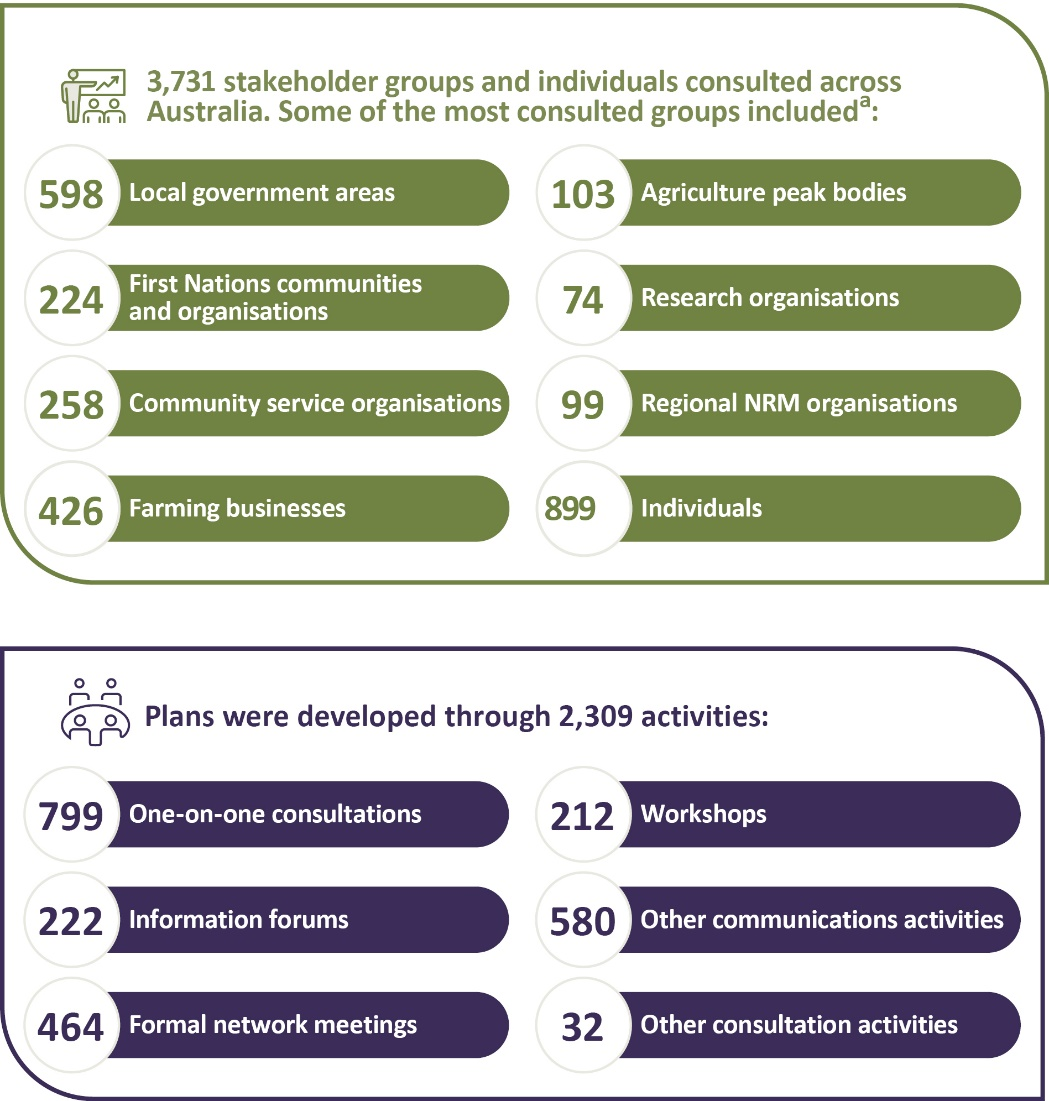 3,731 stakeholder groups and individuals consulted across
Australia. Some of the most consulted groups includedª:
598 Local government areas
103 Agriculture peak bodies
224 First Nations communities
and organisations
74 Research organisations
258 Community service organisations
99 Regional NRM organisations
426 Farming businesses
899 Individuals
Plans were developed through 2,309 activities:
799 One-on-one consultations
212 Workshops
222 Information forums
580 Other communications activities
464 Formal network meetings
32 Other consultation activities